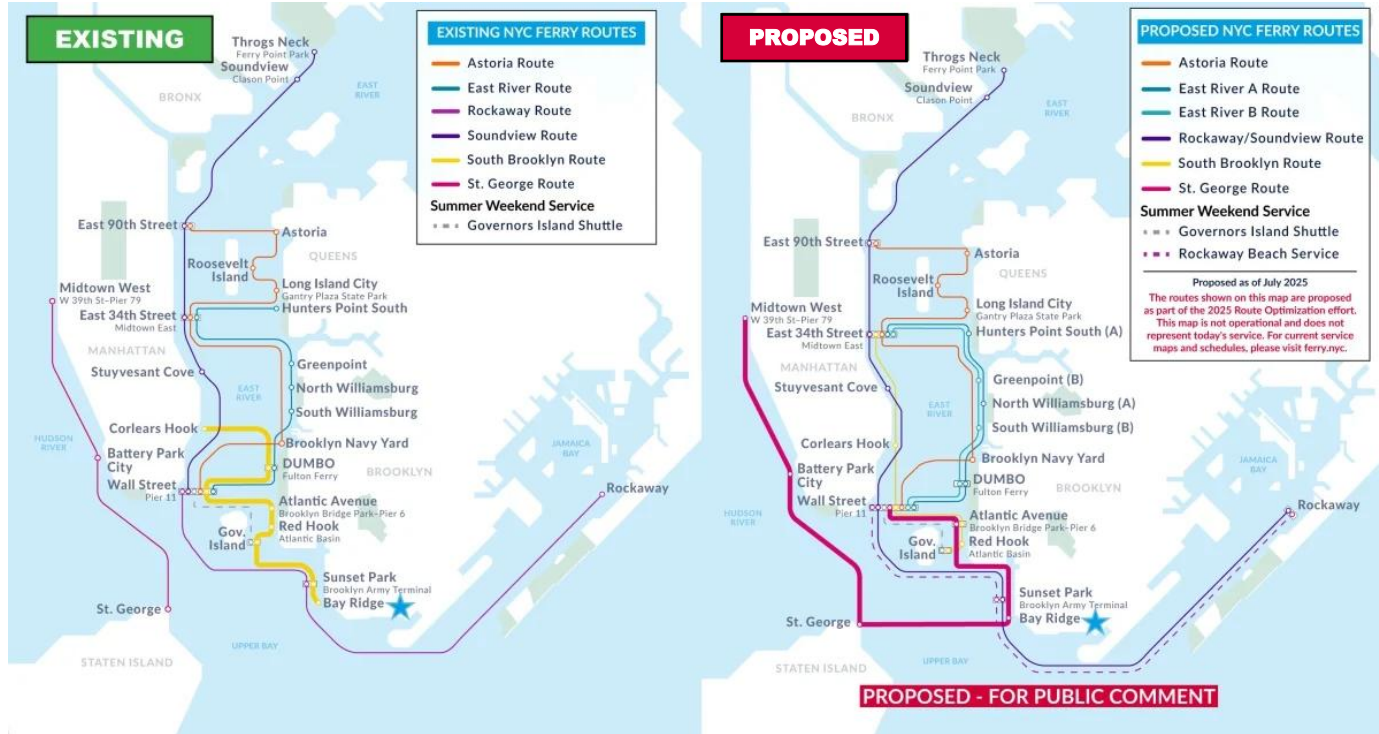 EXISTING
EXISTING NYC FERRY ROUTES
Astoria Route
East River Route
Rockaway Route
Soundview Route
South Brooklyn Route
St. George Route
Summer Weekend Service
Governors Island Shuttle
Throgs Neck
Ferry Point Park
Soundview
Clason Point
BRONX
EAST
RIVER
East 90th Street
Astoria
QUEENS
Roosevelt
Island
Long Island City
Gantry Plaza State Park
Hunters Point South
Midtown West
W 39th St-Pier 79
East 34th Street
Midtown East
MANHATTAN
Stuyvesant Cove
Greenpoint
EAST
RIVER
North Williamsburg
South Williamsburg
Corlears Hook
HUDSON
RIVER
Brooklyn Navy Yard
Battery Park
City
DUMBO
Fulton Ferry
BROOKLYN
JAMAICA
BAY
Wall Street
Pier 11
Rockaway
Atlantic Avenue
Brooklyn Bridge Park-Pier 6
Gov.
Island
Red Hook
Atlantic Basin
Sunset Park
Brooklyn Army Terminal
Bay Ridge
St. George
UPPER BAY
STATEN ISLAND
PROPOSED
PROPOSED NYC FERRY ROUTES
Astoria Route
East River A Route
East River B Route
Rockaway/Soundview Route
South Brooklyn Route
St. George Route
Summer Weekend Service
Governors Island Shuttle
Rockaway Beach Service
Proposed as of July 2025
The routes shown on this map are proposed
as part of the 2025 Route Optimization effort.
This map is not operational and does not
represent today's service. For current service
maps and schedules, please visit ferry.nyc.
Throgs Neck
Ferry Point Park
Soundview
Clason Point
BRONX
EAST
RIVER
East 90th Street
Astoria
QUEENS
Roosevelt
Island
Long Island City
Gantry Plaza State Park
Hunters Point South (A)
Midtown West
W 39th St-Pier 79
East 34th Street
Midtown East
MANHATTAN
Stuyvesant Cove
Greenpoint (B)
EAST
RIVER
North Williamsburg (A)
South Williamsburg (B)
Corlears Hook
Brooklyn Navy Yard
Battery Park
City
DUMBO
Fulton Ferry
BROOKLYN
JAMAICA
BAY
HUDSON
RIVER
Wall Street
Pier 11
Rockaway
Atlantic Avenue
Brooklyn Bridge Park-Pier 6
Gov.
Island
Red Hook
Atlantic Basin
Sunset Park
Brooklyn Army Terminal
Bay Ridge
St. George
UPPER BAY
STATEN ISLAND
PROPOSED - FOR PUBLIC COMMENT